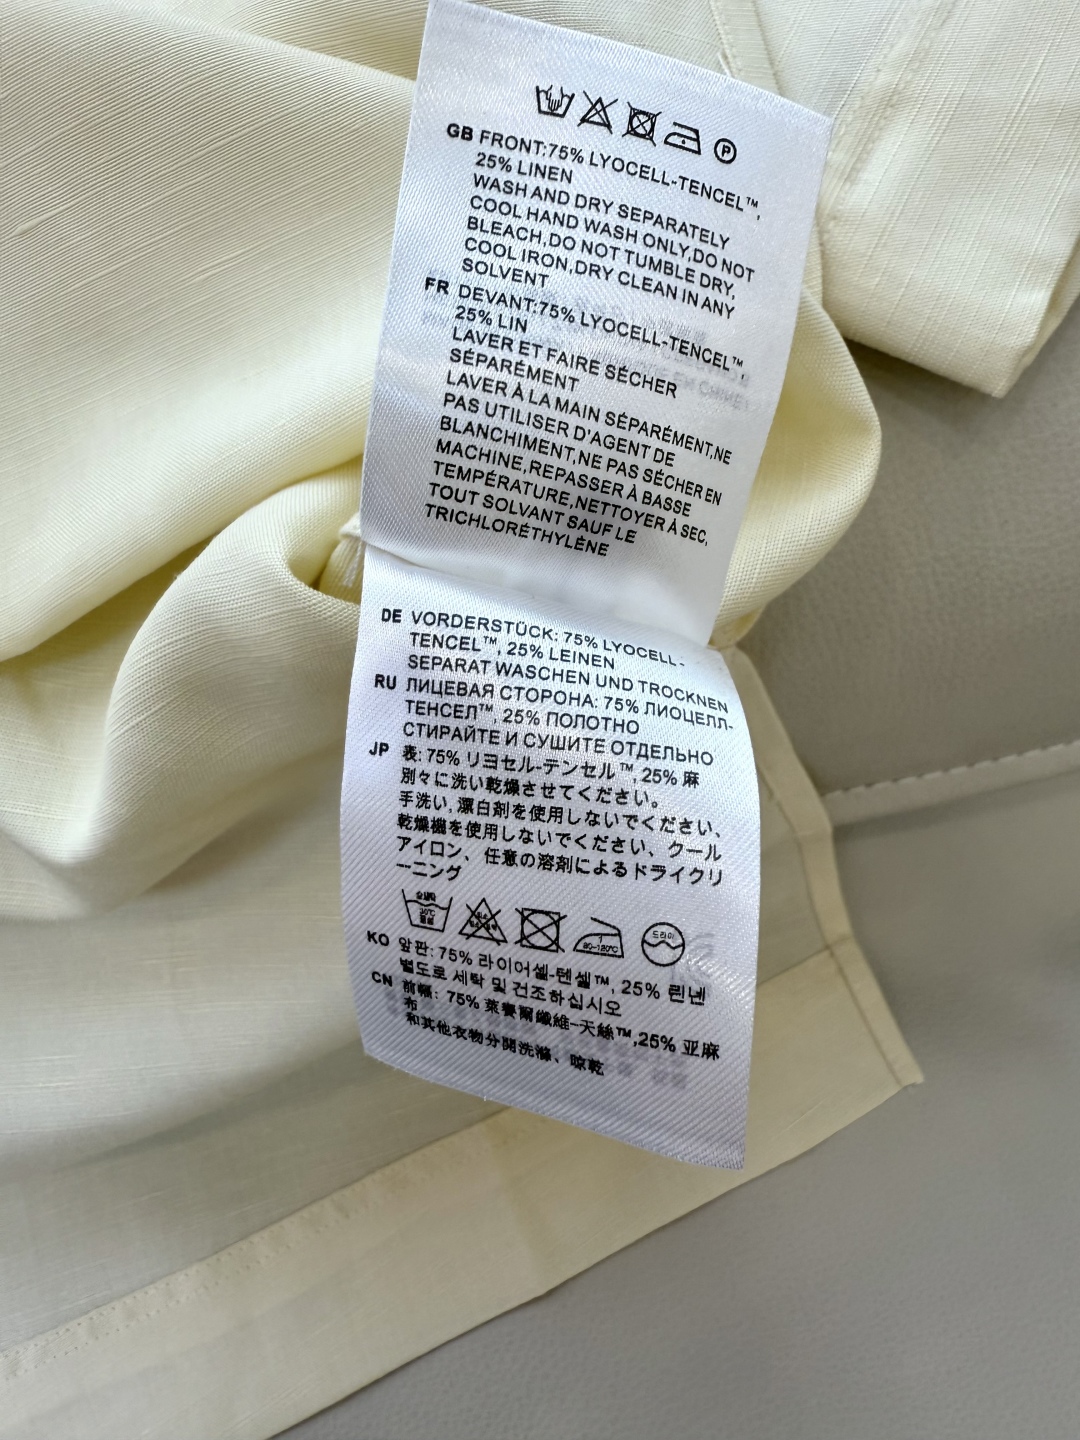 P
GB FRONT:75% LYOCELL-TENCEL™,
25% LINEN
WASH AND DRY SEPARATELY
COOL HAND WASH ONLY,DO NOT
BLEACH,DO NOT TUMBLE DRY,
COOL IRON,DRY CLEAN IN ANY
SOLVENT
FR DEVANT:75% LYOCELL-TENCEL™,
25% LIN
LAVER ET FAIRE SÉCHER
SÉPARÉMENT
LAVER À LA MAIN SÉPARÉMENT,NE
PAS UTILISER D'AGENT DE
BLANCHIMENT,NE PAS SÉCHER EN
MACHINE,REPASSER À BASSE
TEMPÉRATURE,NETTOYER À SEC,
TOUT SOLVANT SAUF LE
TRICHLORÉTHYLÈNE
DE VORDERSTÜCK: 75% LYOCELL-
TENCEL™, 25% LEINEN
SEPARAT WASCHEN UND TROCKNEN
RU ЛИЦЕВАЯ СТОРОНА: 75% ЛИОЦЕЛЛ-
ТЕНСЕЛ™, 25% ПОЛОТНО
СТИРАЙТЕ И СУШИТЕ ОТДЕЛЬНО
JP 表: 75% リヨセル-テンセル™, 25% 麻
別々に洗い乾燥させてください。
手洗い, 漂白剤を使用しないでください、
乾燥機を使用しないでください、クール
アイロン、任意の溶剤によるドライクリ
ーニング
30℃
80~120℃
드라이
KO 앞판: 75% 라이어셀-텐셀™, 25% 린넨
별도로 세탁 및 건조하십시오
CN 前幅: 75% 萊賽爾纖維-天絲™,25% 亚麻
布
和其他衣物分開洗滌、晾乾